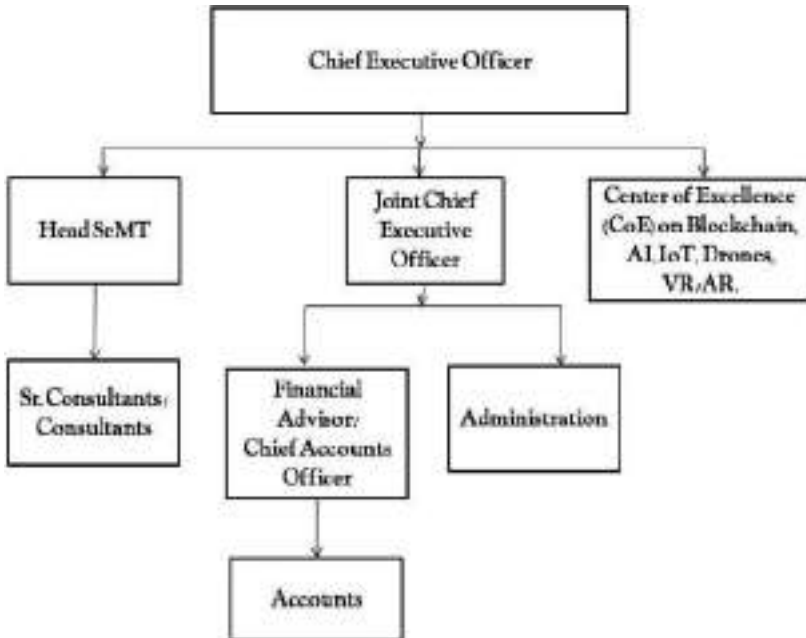 Chief Executive Officer
Head SeMT
Joint Chief
Executive
Officer
Center of Excellence
(CoE) on Blockchain,
AI, IoT, Drones,
VR/AR.
Sr. Consultants/
Consultants
Financial
Advisor/
Chief Accounts
Officer
Administration
Accounts